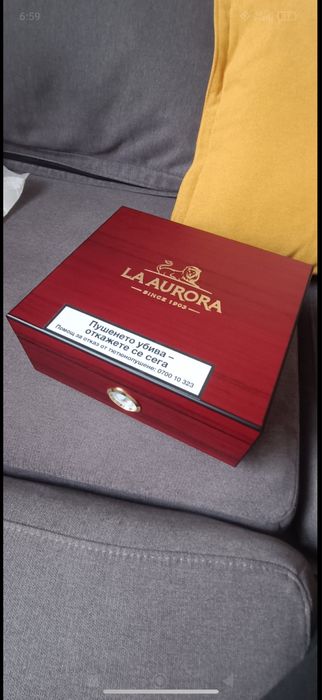 6:59
LA AURORA
SINCE 1903
Пушенето убива –
откажете се сега
Помощ за отказ от тютюнопушене: 0700 10 323